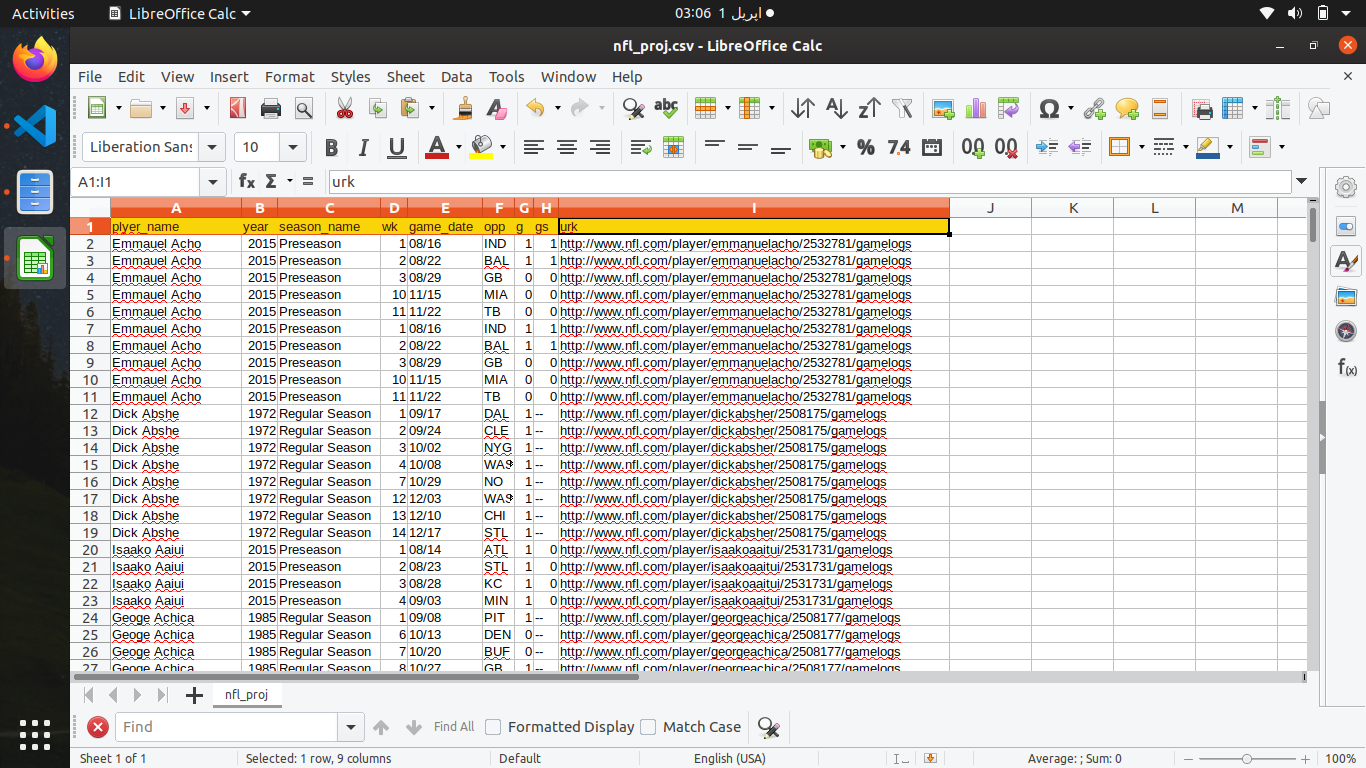 Activities LibreOffice Calc 03:06 1 اپریل
nfl_proj.csv - LibreOffice Calc
File Edit View Insert Format Styles Sheet Data Tools Window Help
Liberation Sans 10
A1:I1 urk
A B C D E F G H I J K L M
1 plyer_name year season_name wk game_date opp g gs urk
2 Emmauel Acho 2015 Preseason 1 08/16 IND 1 1 http://www.nfl.com/player/emmanuelacho/2532781/gamelogs
3 Emmauel Acho 2015 Preseason 2 08/22 BAL 1 1 http://www.nfl.com/player/emmanuelacho/2532781/gamelogs
4 Emmauel Acho 2015 Preseason 3 08/29 GB 0 0 http://www.nfl.com/player/emmanuelacho/2532781/gamelogs
5 Emmauel Acho 2015 Preseason 10 11/15 MIA 0 0 http://www.nfl.com/player/emmanuelacho/2532781/gamelogs
6 Emmauel Acho 2015 Preseason 11 11/22 TB 0 0 http://www.nfl.com/player/emmanuelacho/2532781/gamelogs
7 Emmauel Acho 2015 Preseason 1 08/16 IND 1 1 http://www.nfl.com/player/emmanuelacho/2532781/gamelogs
8 Emmauel Acho 2015 Preseason 2 08/22 BAL 1 1 http://www.nfl.com/player/emmanuelacho/2532781/gamelogs
9 Emmauel Acho 2015 Preseason 3 08/29 GB 0 0 http://www.nfl.com/player/emmanuelacho/2532781/gamelogs
10 Emmauel Acho 2015 Preseason 10 11/15 MIA 0 0 http://www.nfl.com/player/emmanuelacho/2532781/gamelogs
11 Emmauel Acho 2015 Preseason 11 11/22 TB 0 0 http://www.nfl.com/player/emmanuelacho/2532781/gamelogs
12 Dick Abshe 1972 Regular Season 1 09/17 DAL 1 -- http://www.nfl.com/player/dickabsher/2508175/gamelogs
13 Dick Abshe 1972 Regular Season 2 09/24 CLE 1 -- http://www.nfl.com/player/dickabsher/2508175/gamelogs
14 Dick Abshe 1972 Regular Season 3 10/02 NYG 1 -- http://www.nfl.com/player/dickabsher/2508175/gamelogs
15 Dick Abshe 1972 Regular Season 4 10/08 WAS 1 -- http://www.nfl.com/player/dickabsher/2508175/gamelogs
16 Dick Abshe 1972 Regular Season 7 10/29 NO 1 -- http://www.nfl.com/player/dickabsher/2508175/gamelogs
17 Dick Abshe 1972 Regular Season 12 12/03 WAS 1 -- http://www.nfl.com/player/dickabsher/2508175/gamelogs
18 Dick Abshe 1972 Regular Season 13 12/10 CHI 1 -- http://www.nfl.com/player/dickabsher/2508175/gamelogs
19 Dick Abshe 1972 Regular Season 14 12/17 STL 1 -- http://www.nfl.com/player/dickabsher/2508175/gamelogs
20 Isaako Aaiui 2015 Preseason 1 08/14 ATL 1 0 http://www.nfl.com/player/isaakoaaitui/2531731/gamelogs
21 Isaako Aaiui 2015 Preseason 2 08/23 STL 1 0 http://www.nfl.com/player/isaakoaaitui/2531731/gamelogs
22 Isaako Aaiui 2015 Preseason 3 08/28 KC 1 0 http://www.nfl.com/player/isaakoaaitui/2531731/gamelogs
23 Isaako Aaiui 2015 Preseason 4 09/03 MIN 1 0 http://www.nfl.com/player/isaakoaaitui/2531731/gamelogs
24 Geoge Achica 1985 Regular Season 1 09/08 PIT 1 -- http://www.nfl.com/player/georgeachica/2508177/gamelogs
25 Geoge Achica 1985 Regular Season 6 10/13 DEN 0 -- http://www.nfl.com/player/georgeachica/2508177/gamelogs
26 Geoge Achica 1985 Regular Season 7 10/20 BUF 0 -- http://www.nfl.com/player/georgeachica/2508177/gamelogs
27 Geoge Achica 1985 Regular Season 8 10/27 GB 1 -- http://www.nfl.com/player/georgeachica/2508177/gamelogs
nfl_proj
Find Find All Formatted Display Match Case
Sheet 1 of 1 Selected: 1 row, 9 columns Default English (USA) Average: ; Sum: 0 100%